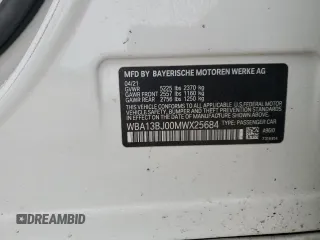 MFD BY BAYERISCHE MOTOREN WERKE AG
04/21
GVWR 5225 lbs 2370 kg
GAWR FRONT 2557 lbs 1160 kg
GAWR REAR 2756 lbs 1250 kg
THIS VEHICLE CONFORMS TO ALL APPLICABLE
FEDERAL MOTOR VEHICLE SAFETY, BUMPER, AND THEFT
PREVENTION STANDARDS IN EFFECT ON THE DATE
OF MANUFACTURE SHOWN ABOVE.
WBA13BJ00MWX25684
TYPE: PASSENGER CAR
DREAMBID